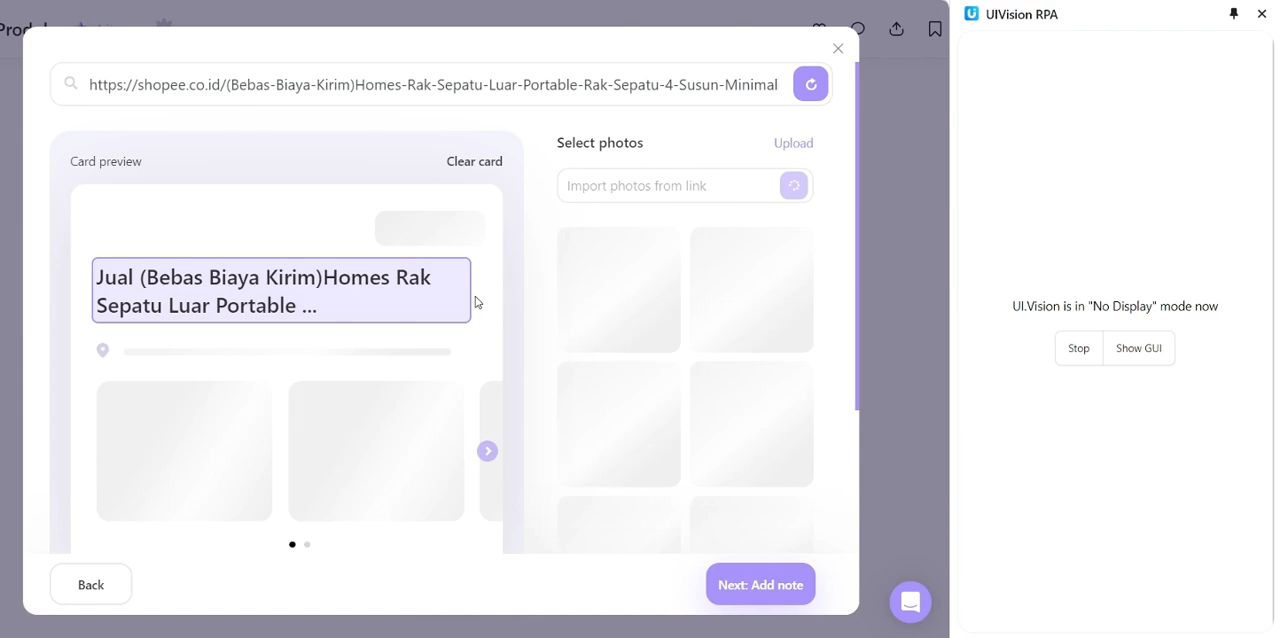 UIVision RPA
https://shopee.co.id/(Bebas-Biaya-Kirim)Homes-Rak-Sepatu-Luar-Portable-Rak-Sepatu-4-Susun-Minimal
Card preview
Clear card
Jual (Bebas Biaya Kirim)Homes Rak
Sepatu Luar Portable ...
Select photos
Upload
Import photos from link
Back
Next: Add note
UI.Vision is in "No Display" mode now
Stop
Show GUI